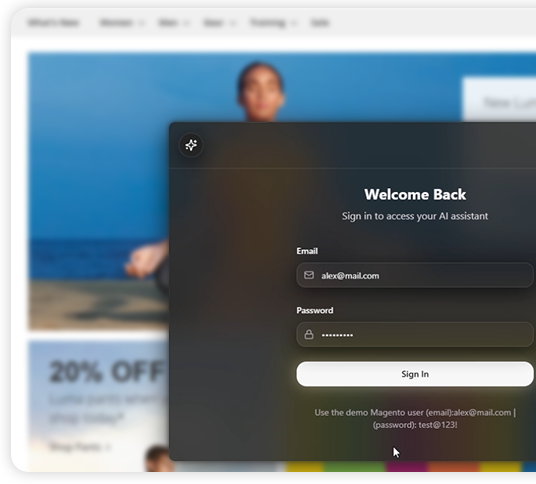 What's New Women Men Gear Training Sale
New Lum
Welcome Back
Sign in to access your AI assistant
Email
alex@mail.com
Password
•••••••••
Sign In
Use the demo Magento user (email):alex@mail.com |
(password): test@123!
20% OFF
Luma pants when
shop today*
Shop Pants >